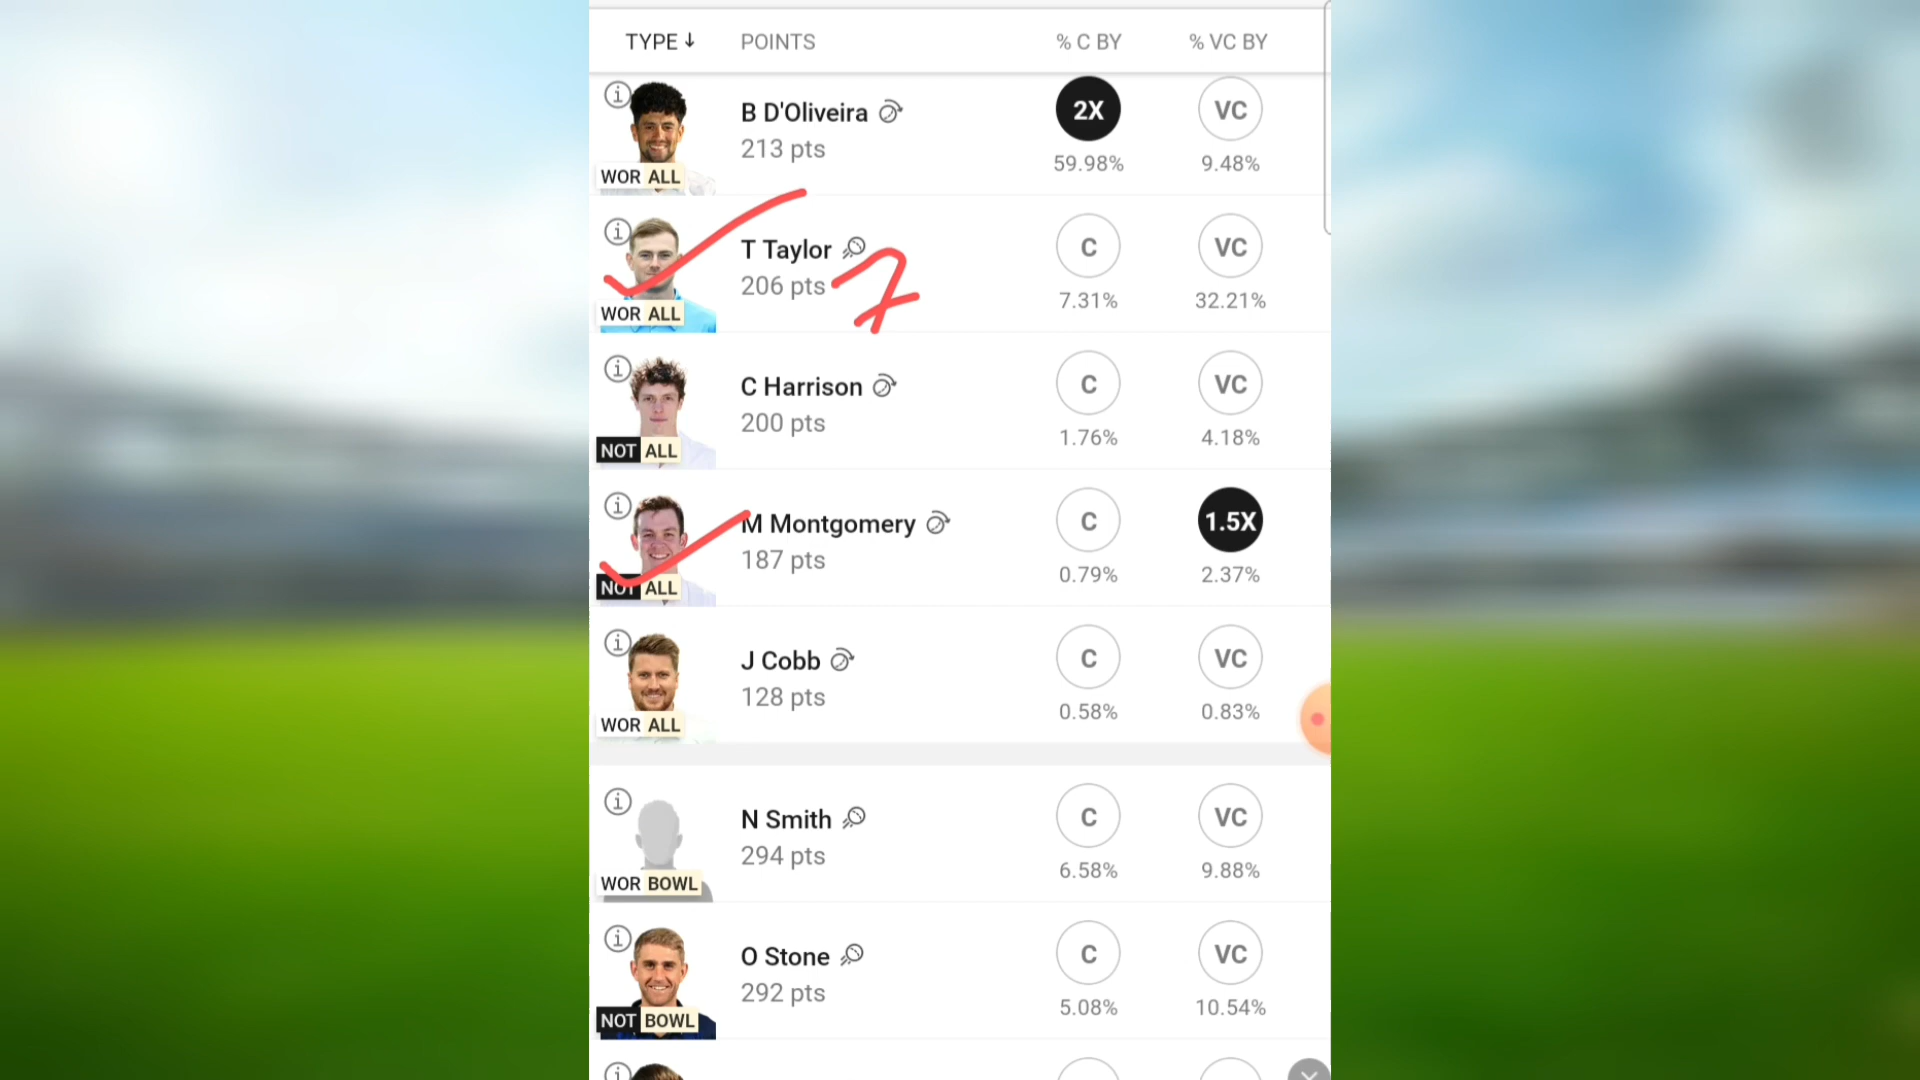 TYPE POINTS % C BY % VC BY
B D'Oliveira 2X VC
213 pts 59.98% 9.48%
WOR ALL
T Taylor C VC
206 pts 7.31% 32.21%
WOR ALL
C Harrison C VC
200 pts 1.76% 4.18%
NOT ALL
M Montgomery C 1.5X
187 pts 0.79% 2.37%
NOT ALL
J Cobb C VC
128 pts 0.58% 0.83%
WOR ALL
N Smith C VC
294 pts 6.58% 9.88%
WOR BOWL
O Stone C VC
292 pts 5.08% 10.54%
NOT BOWL